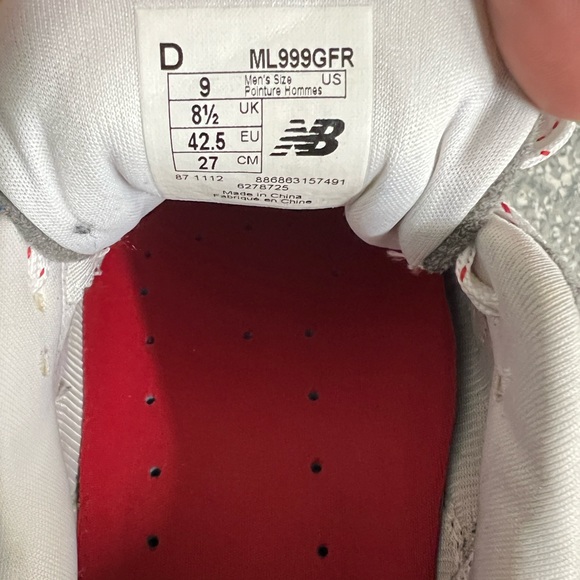 D ML999GFR
9 Men's Size US
Pointure Hommes
8½ UK
42.5 EU
27 CM
NB
87 1112 886863157491
6278725
Made in China
Fabriqué en Chine